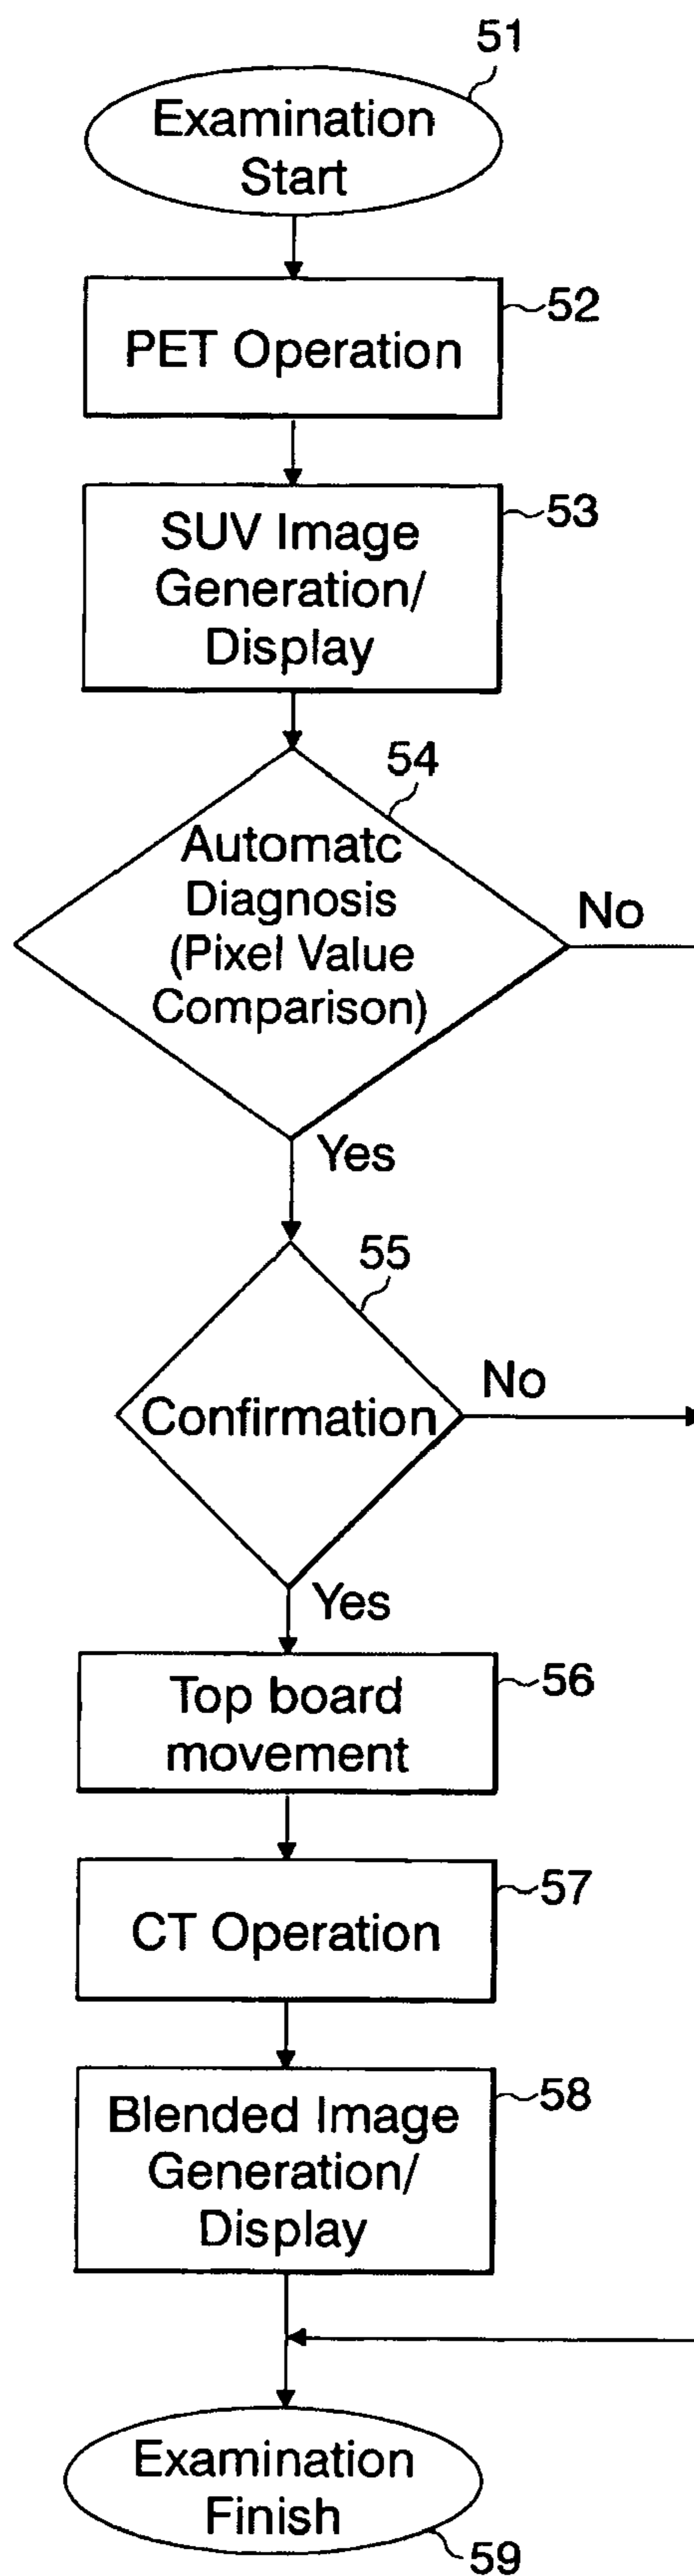 51
Examination
Start
52
PET Operation
53
SUV Image
Generation/
Display
54
Automatc
Diagnosis
(Pixel Value
Comparison)
No
Yes
55
Confirmation
No
Yes
56
Top board
movement
57
CT Operation
58
Blended Image
Generation/
Display
Examination
Finish
59